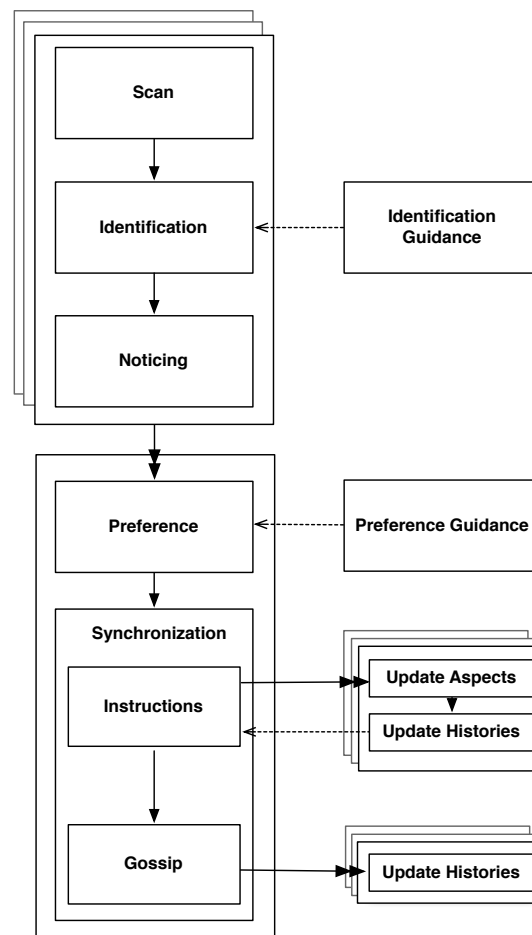 Scan
Identification
Identification
Guidance
Noticing
Preference
Preference Guidance
Synchronization
Instructions
Update Aspects
Update Histories
Gossip
Update Histories